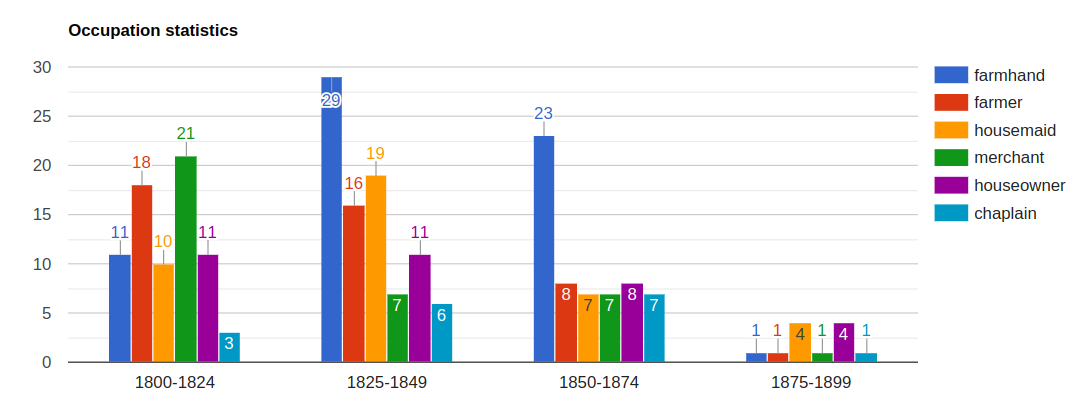 Occupation statistics
30
25
20
15
10
5
0
11 18 10 21 11 3
29 16 19 7 11 6
23 8 7 7 8 7
1 1 4 1 4 1
1800-1824 1825-1849 1850-1874 1875-1899
farmhand
farmer
housemaid
merchant
houseowner
chaplain